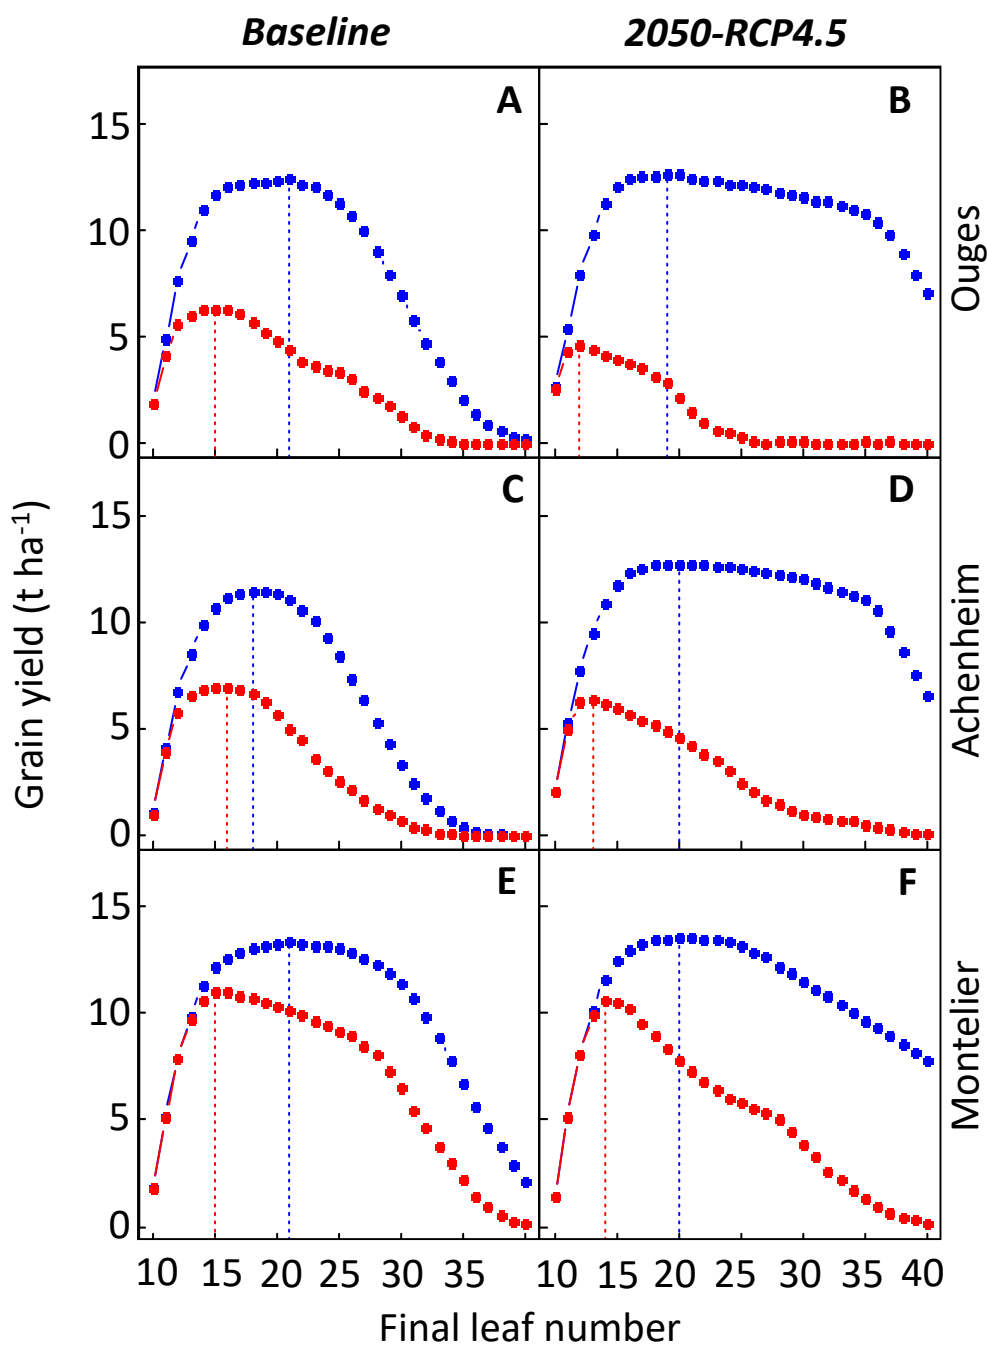 Baseline 2050-RCP4.5
A B
15
10
5
0
Ouges
C D
15
10
5
0
Achenheim
Grain yield (t ha⁻¹)
E F
15
10
5
0
Montelier
10 15 20 25 30 35 10 15 20 25 30 35 40
Final leaf number